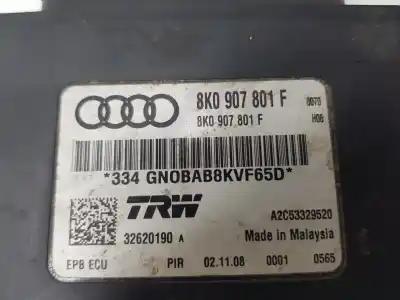 8K0 907 801 F 0070
8K0 907 801 F H06
*334 GNOBAB8KVF65D*
TRW A2C53329520
32620190 A Made in Malaysia
EPB ECU PIR 02.11.08 0001 0565